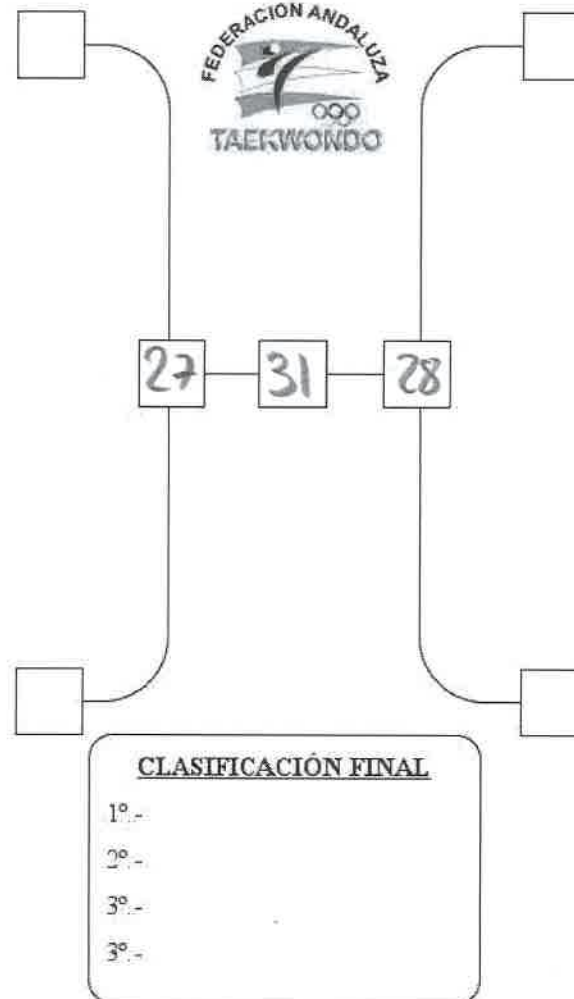 FEDERACION ANDALUZA
TAEKWONDO
27 31 28
CLASIFICACIÓN FINAL
1º.-
2º.-
3º.-
3º.-